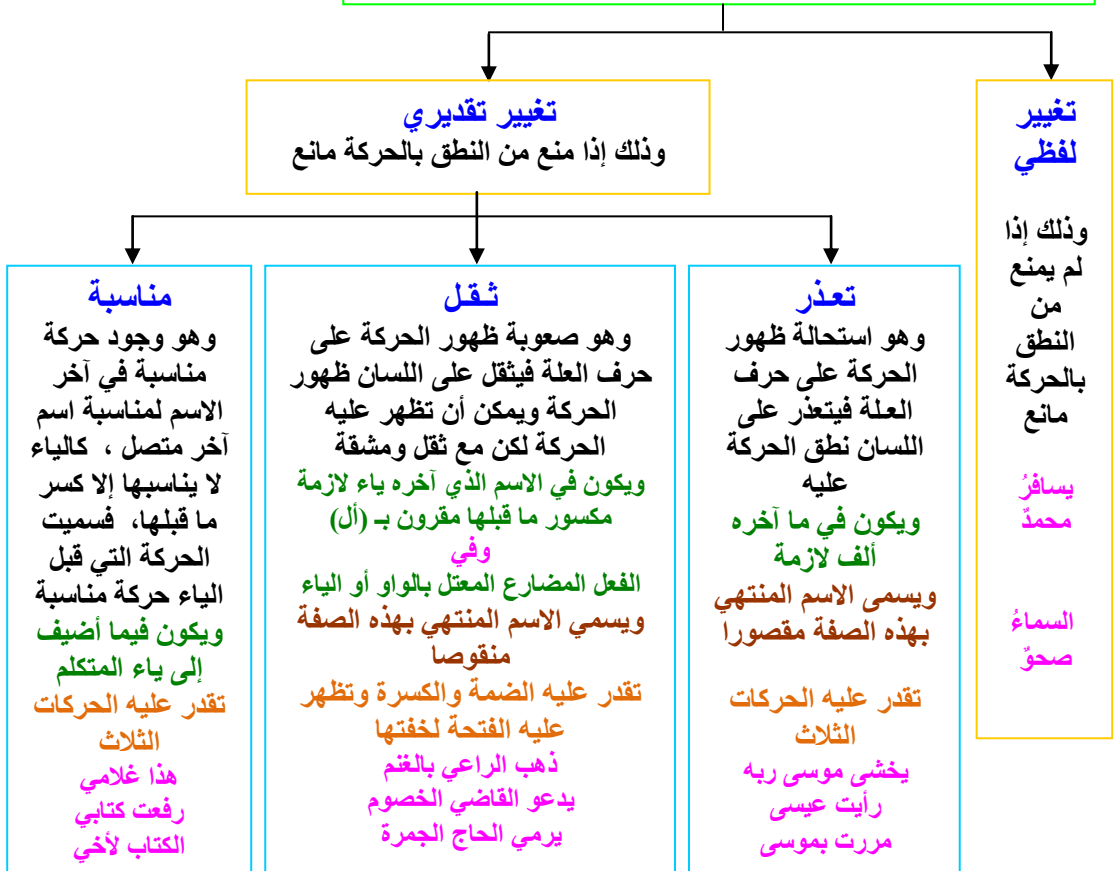 تغيير
لفظي
وذلك إذا
لم يمنع
من
النطق
بالحركة
مانع
يسافرُ
محمدٌ
السماءُ
صحوٌ
تغيير تقديري
وذلك إذا منع من النطق بالحركة مانع
تعذر
وهو استحالة ظهور
الحركة على حرف
العلة فيتعذر على
اللسان نطق الحركة
عليه
ويكون في ما آخره
ألف لازمة
ويسمى الاسم المنتهي
بهذه الصفة مقصورا
تقدر عليه الحركات
الثلاث
يخشى موسى ربه
رأيت عيسى
مررت بموسى
ثقل
وهو صعوبة ظهور الحركة على
حرف العلة فيثقل على اللسان ظهور
الحركة ويمكن أن تظهر عليه
الحركة لكن مع ثقل ومشقة
ويكون في الاسم الذي آخره ياء لازمة
مكسور ما قبلها مقرون بـ (أل)
وفي
الفعل المضارع المعتل بالواو أو الياء
ويسمي الاسم المنتهي بهذه الصفة
منقوصا
تقدر عليه الضمة والكسرة وتظهر
عليه الفتحة لخفتها
ذهب الراعي بالغنم
يدعو القاضي الخصوم
يرمي الحاج الجمرة
مناسبة
وهو وجود حركة
مناسبة في آخر
الاسم لمناسبة اسم
آخر متصل ، كالياء
لا يناسبها إلا كسر
ما قبلها، فسميت
الحركة التي قبل
الياء حركة مناسبة
ويكون فيما أضيف
إلى ياء المتكلم
تقدر عليه الحركات
الثلاث
هذا غلامي
رفعت كتابي
الكتاب لأخي